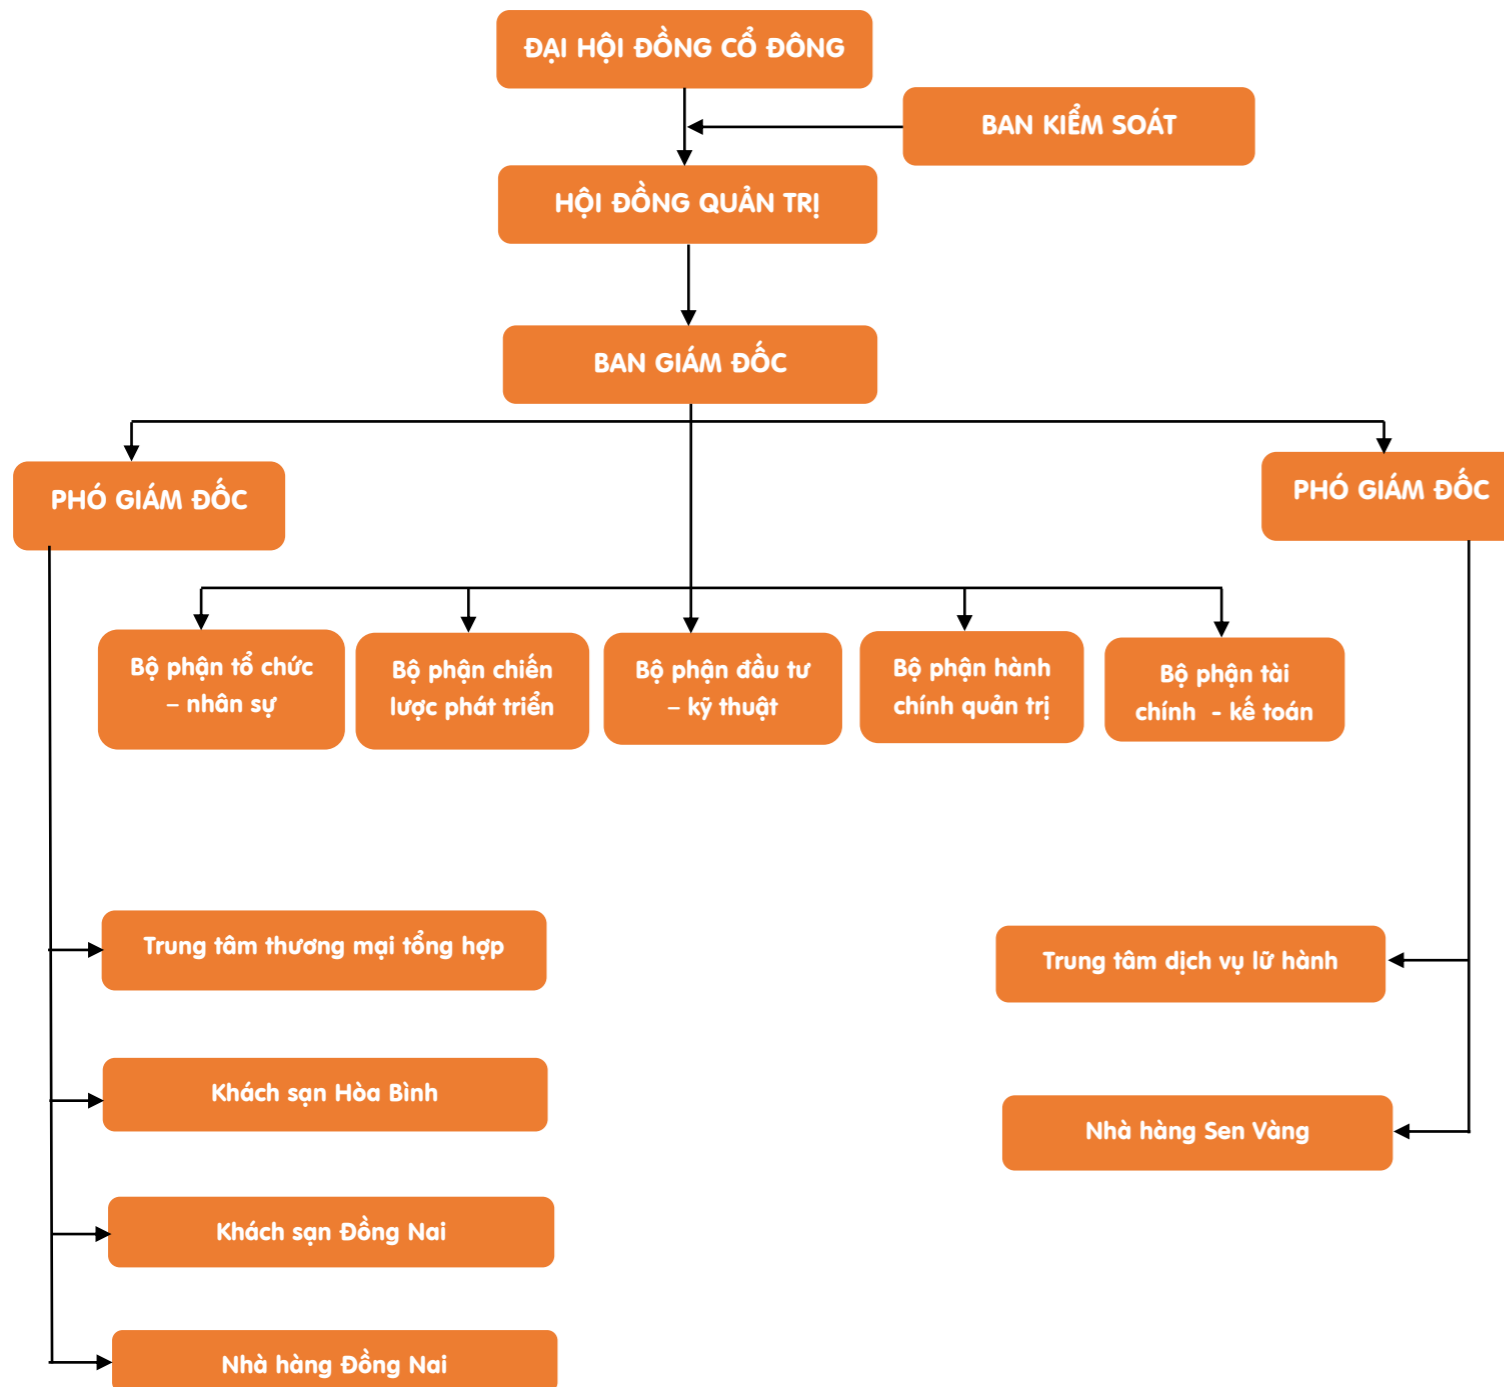 ĐẠI HỘI ĐỒNG CỔ ĐÔNG
BAN KIỂM SOÁT
HỘI ĐỒNG QUẢN TRỊ
BAN GIÁM ĐỐC
PHÓ GIÁM ĐỐC
PHÓ GIÁM ĐỐC
Bộ phận tổ chức
– nhân sự
Bộ phận chiến
lược phát triển
Bộ phận đầu tư
– kỹ thuật
Bộ phận hành
chính quản trị
Bộ phận tài
chính - kế toán
Trung tâm thương mại tổng hợp
Khách sạn Hòa Bình
Khách sạn Đồng Nai
Nhà hàng Đồng Nai
Trung tâm dịch vụ lữ hành
Nhà hàng Sen Vàng